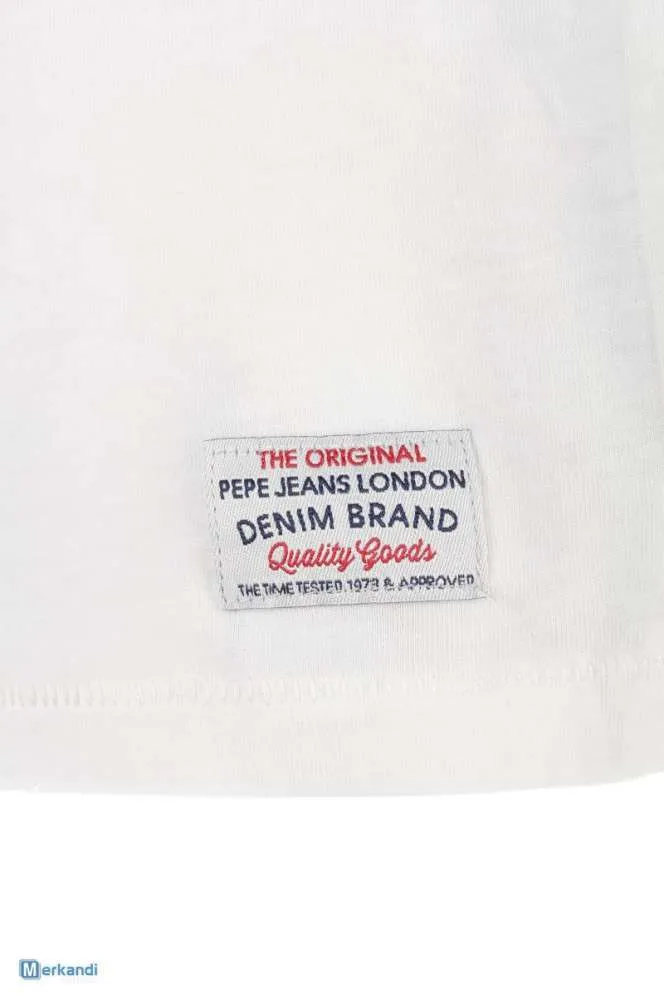 THE ORIGINAL
PEPE JEANS LONDON
DENIM BRAND
Quality Goods
THE TIME TESTED 1973 & APPROVED
Merkandi